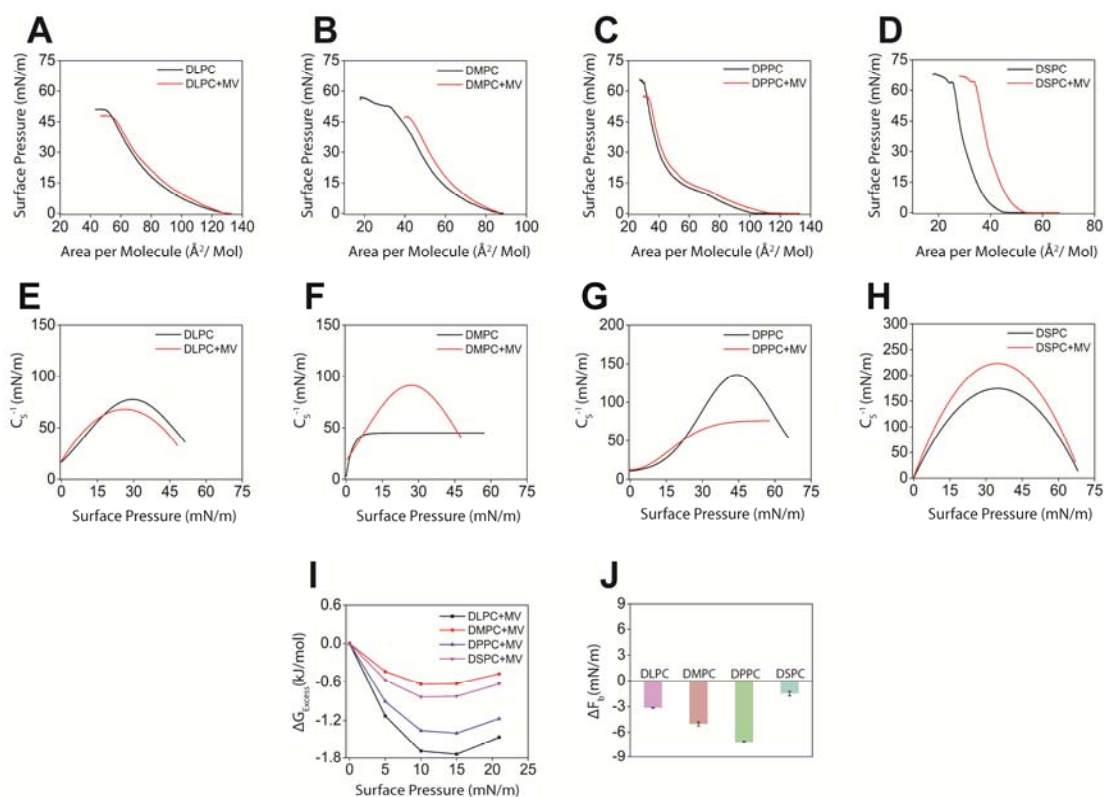 A
B
C
D
75
60
45
30
15
0
Surface Pressure (mN/m)
DLPC
DLPC+MV
20 40 60 80 100 120 140
Area per Molecule (Å²/ Mol)
75
60
45
30
15
0
Surface Pressure (mN/m)
DMPC
DMPC+MV
20 40 60 80 100
Area per Molecule (Å²/ Mol)
75
60
45
30
15
0
Surface Pressure (mN/m)
DPPC
DPPC+MV
20 40 60 80 100 120 140
Area per Molecule (Å²/ Mol)
75
60
45
30
15
0
Surface Pressure (mN/m)
DSPC
DSPC+MV
20 40 60 80
Area per Molecule (Å²/ Mol)
E
F
G
H
150
100
50
0
Cₛ⁻¹ (mN/m)
DLPC
DLPC+MV
0 15 30 45 60 75
Surface Pressure (mN/m)
150
100
50
0
Cₛ⁻¹ (mN/m)
DMPC
DMPC+MV
0 15 30 45 60 75
Surface Pressure (mN/m)
200
150
100
50
0
Cₛ⁻¹ (mN/m)
DPPC
DPPC+MV
0 15 30 45 60 75
Surface Pressure (mN/m)
300
250
200
150
100
50
0
Cₛ⁻¹ (mN/m)
DSPC
DSPC+MV
0 15 30 45 60 75
Surface Pressure (mN/m)
I
J
0.6
0.0
-0.6
-1.2
-1.8
ΔG_Excess(kJ/mol)
DLPC+MV
DMPC+MV
DPPC+MV
DSPC+MV
0 5 10 15 20 25
Surface Pressure (mN/m)
9
6
3
0
-3
-6
-9
ΔF_b(mN/m)
DLPC DMPC DPPC DSPC